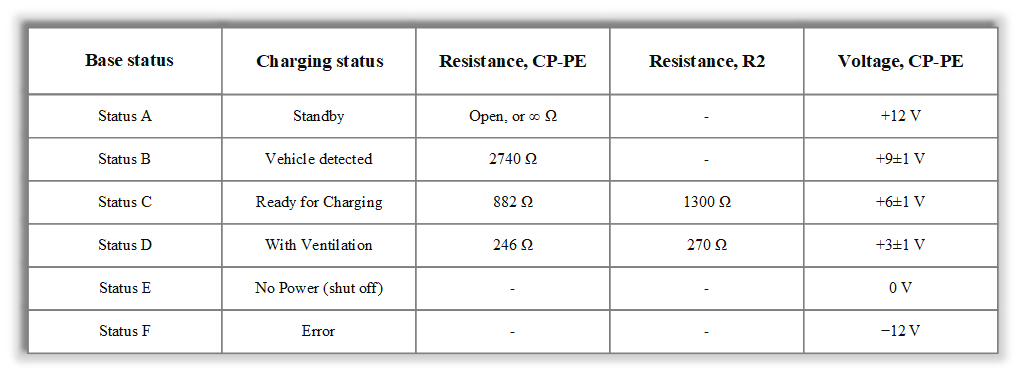 Base status Charging status Resistance, CP-PE Resistance, R2 Voltage, CP-PE
Status A Standby Open, or ∞ Ω - +12 V
Status B Vehicle detected 2740 Ω - +9±1 V
Status C Ready for Charging 882 Ω 1300 Ω +6±1 V
Status D With Ventilation 246 Ω 270 Ω +3±1 V
Status E No Power (shut off) - - 0 V
Status F Error - - −12 V